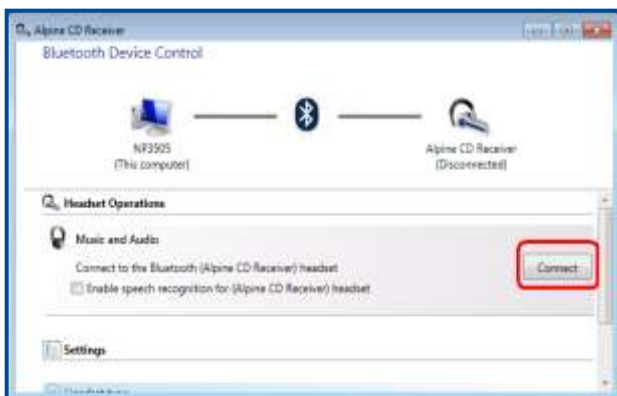 Alpine CD Receiver
Bluetooth Device Control
NP3505
(This computer)
Alpine CD Receiver
(Disconnected)
Headset Operations
Music and Audio
Connect to the Bluetooth (Alpine CD Receiver) headset
Connect
Enable speech recognition for (Alpine CD Receiver) headset
Settings